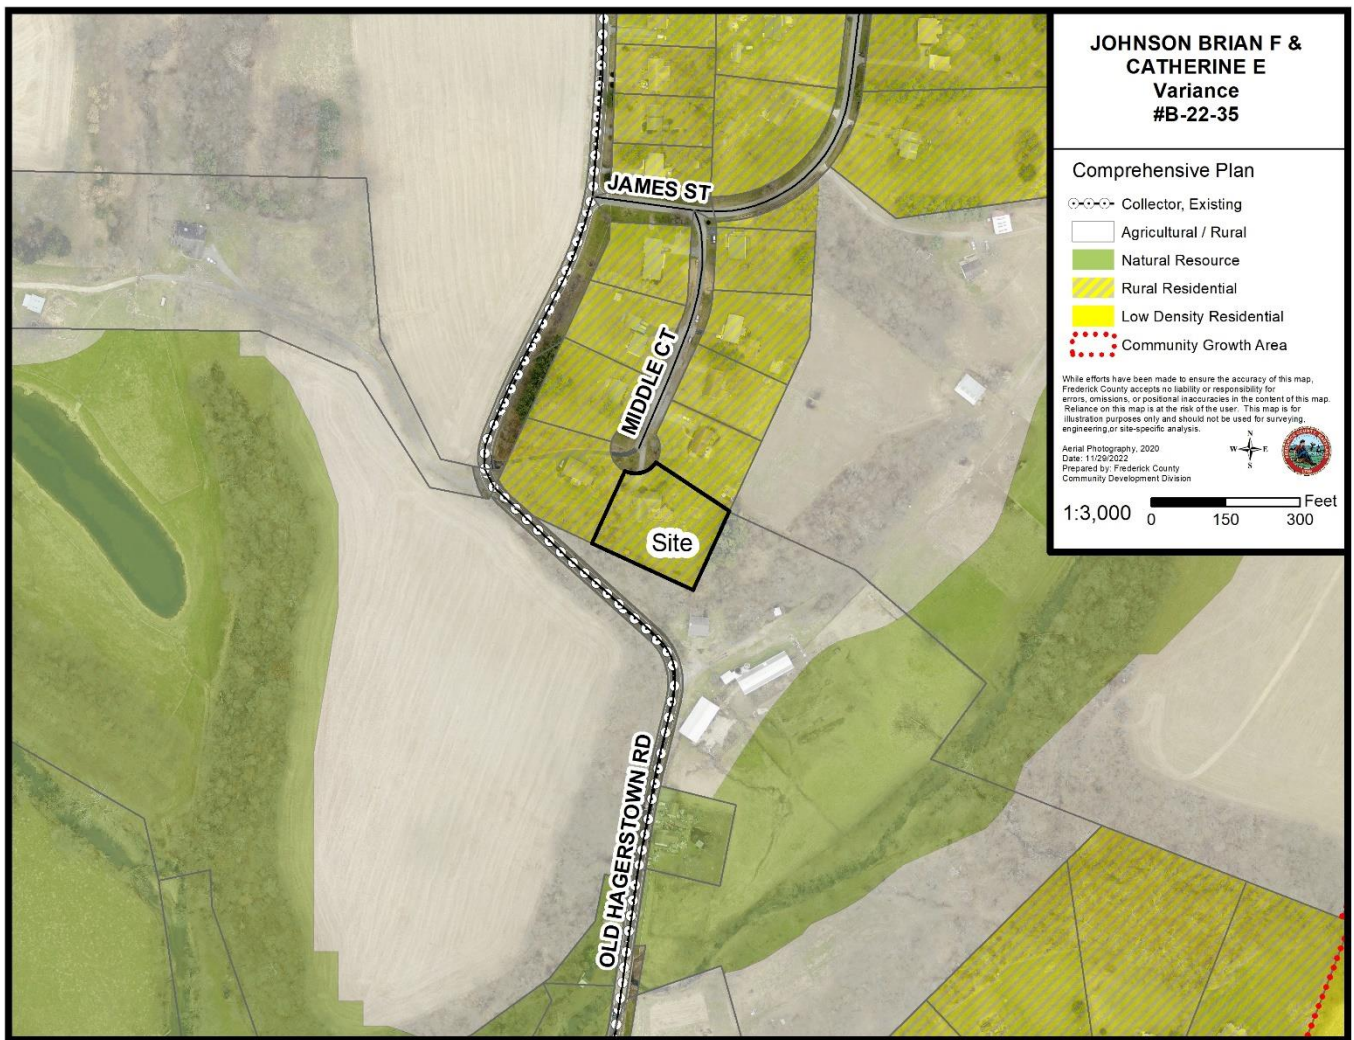 JOHNSON BRIAN F &
CATHERINE E
Variance
#B-22-35
Comprehensive Plan
Collector, Existing
Agricultural / Rural
Natural Resource
Rural Residential
Low Density Residential
Community Growth Area
While efforts have been made to ensure the accuracy of this map,
Frederick County accepts no liability or responsibility for
errors, omissions, or positional inaccuracies in the content of this map.
Reliance on this map is at the risk of the user. This map is for
illustration purposes only and should not be used for surveying,
engineering,or site-specific analysis.
Aerial Photography, 2020
Date: 11/29/2022
Prepared by: Frederick County
Community Development Division
N
W E
S
1:3,000
Feet
0 150 300
JAMES ST
MIDDLE CT
Site
OLD HAGERSTOWN RD